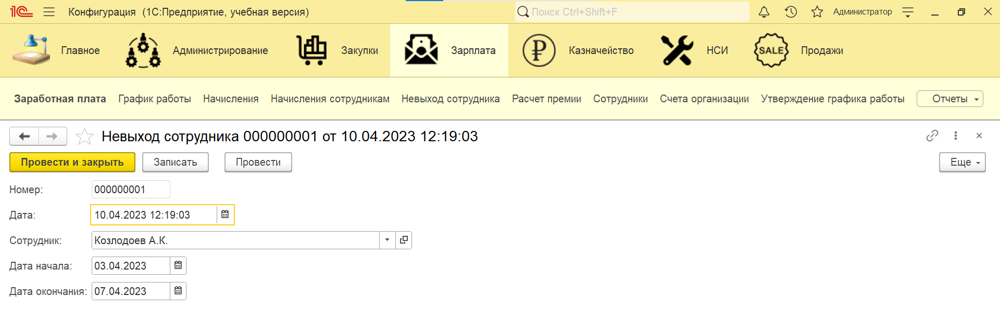 1С Конфигурация (1С:Предприятие, учебная версия) Поиск Ctrl+Shift+F Администратор
Главное Администрирование Закупки Зарплата Казначейство НСИ SALE Продажи
Заработная плата График работы Начисления Начисления сотрудникам Невыход сотрудника Расчет премии Сотрудники Счета организации Утверждение графика работы Отчеты
Невыход сотрудника 000000001 от 10.04.2023 12:19:03
Провести и закрыть Записать Провести Еще
Номер: 000000001
Дата: 10.04.2023 12:19:03
Сотрудник: Козлодоев А.К.
Дата начала: 03.04.2023
Дата окончания: 07.04.2023